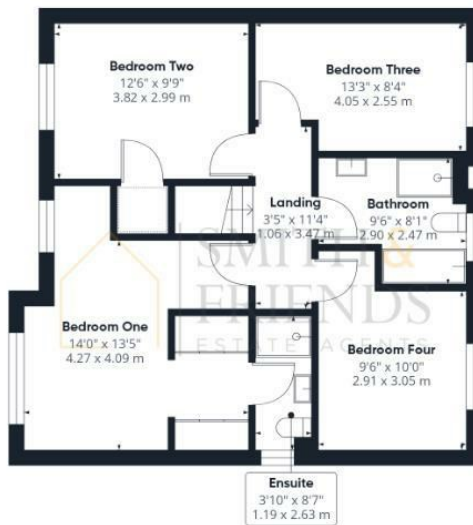 Bedroom Two
12'6" x 9'9"
3.82 x 2.99 m
Bedroom Three
13'3" x 8'4"
4.05 x 2.55 m
Landing
3'5" x 11'4"
1.06 x 3.47 m
Bathroom
9'6" x 8'1"
2.90 x 2.47 m
SMITH &
FRIENDS
ESTATE AGENTS
Bedroom One
14'0" x 13'5"
4.27 x 4.09 m
Bedroom Four
9'6" x 10'0"
2.91 x 3.05 m
Ensuite
3'10" x 8'7"
1.19 x 2.63 m